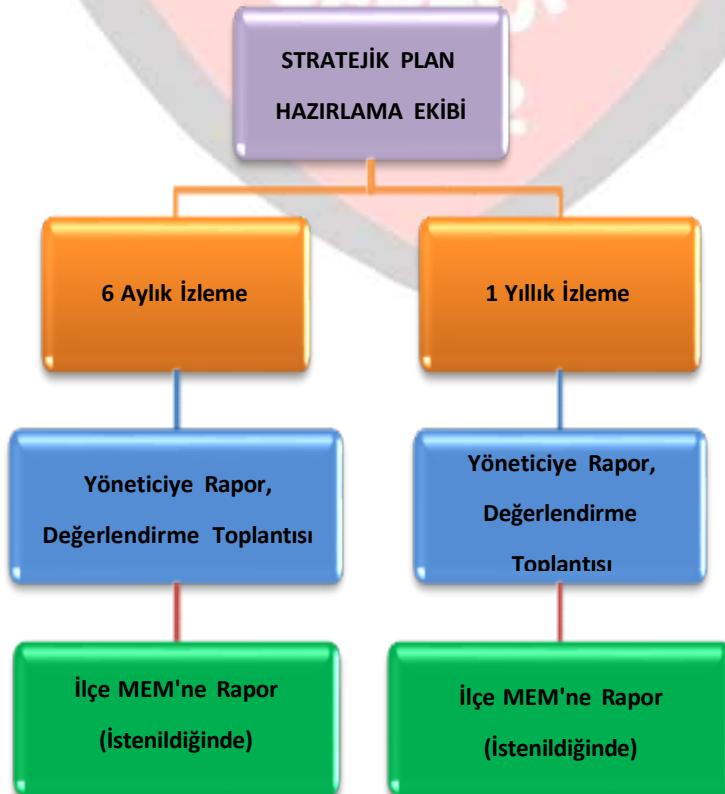 STRATEJİK PLAN
HAZIRLAMA EKİBİ
6 Aylık İzleme
1 Yıllık İzleme
Yöneticiye Rapor,
Değerlendirme Toplantısı
Yöneticiye Rapor,
Değerlendirme
Toplantısı
İlçe MEM'ne Rapor
(İstenildiğinde)
İlçe MEM'ne Rapor
(İstenildiğinde)